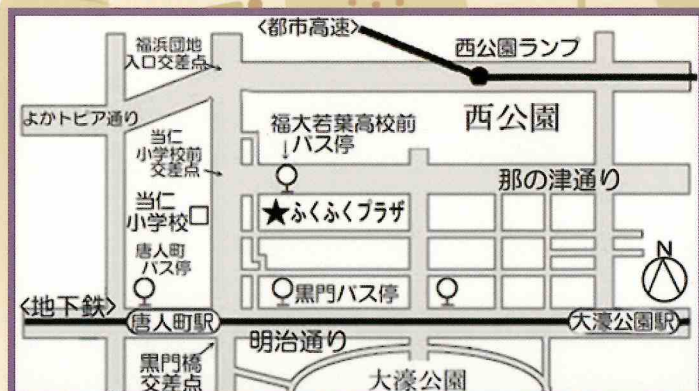 〈都市高速〉
福浜団地
入口交差点
西公園ランプ
よかトピア通り
西公園
福大若葉高校前
バス停
当仁
小学校前
交差点
那の津通り
当仁
小学校
★ふくふくプラザ
唐人町
バス停
N
黒門バス停
〈地下鉄〉
唐人町駅
大濠公園駅
明治通り
黒門橋
交差点
大濠公園